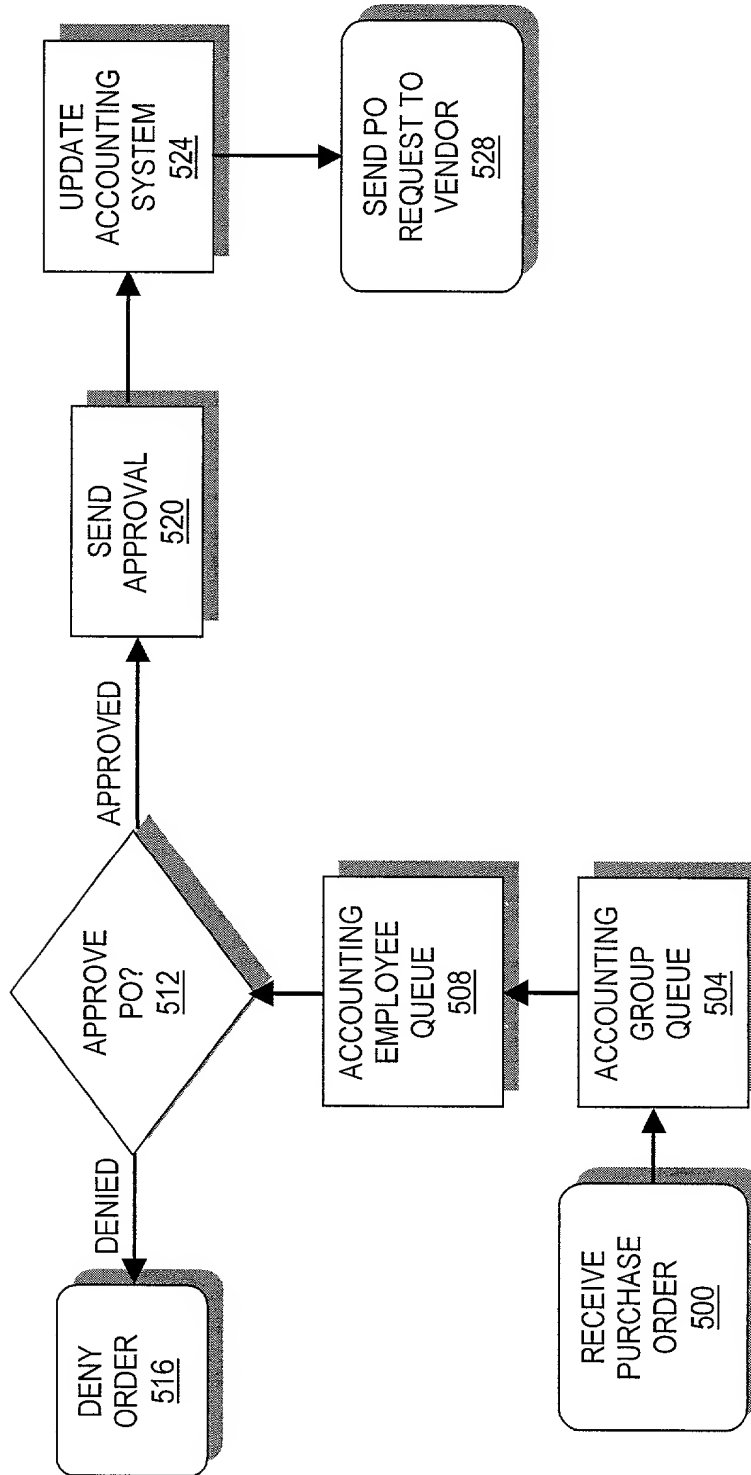 RECEIVE
PURCHASE
ORDER
500
ACCOUNTING
GROUP
QUEUE
504
ACCOUNTING
EMPLOYEE
QUEUE
508
APPROVE
PO?
512
DENIED
DENY
ORDER
516
APPROVED
SEND
APPROVAL
520
UPDATE
ACCOUNTING
SYSTEM
524
SEND PO
REQUEST TO
VENDOR
528